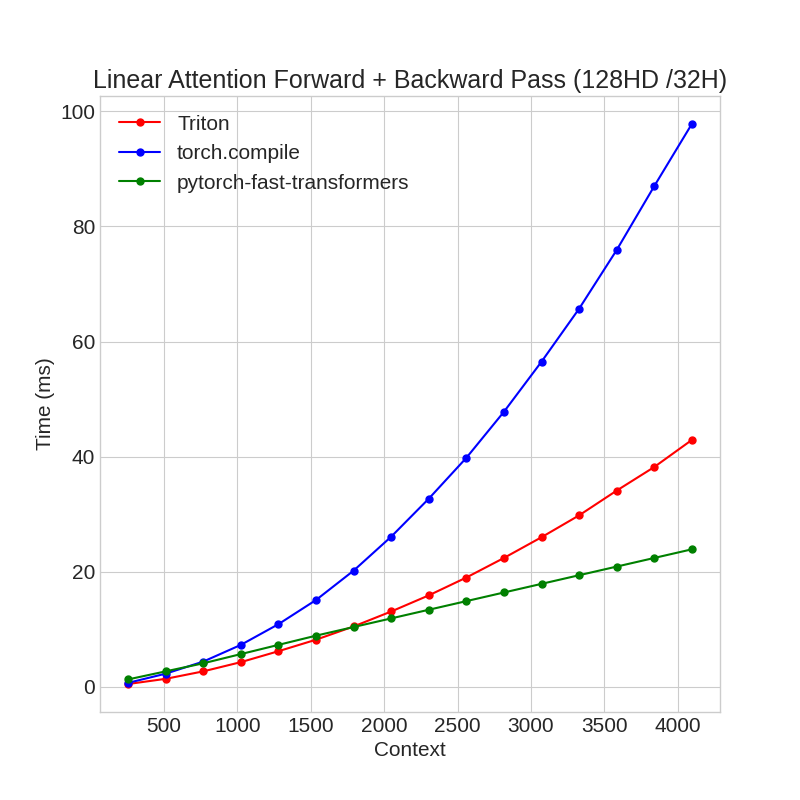 Linear Attention Forward + Backward Pass (128HD /32H)
Triton
torch.compile
pytorch-fast-transformers
100
80
60
40
20
0
Time (ms)
500 1000 1500 2000 2500 3000 3500 4000
Context